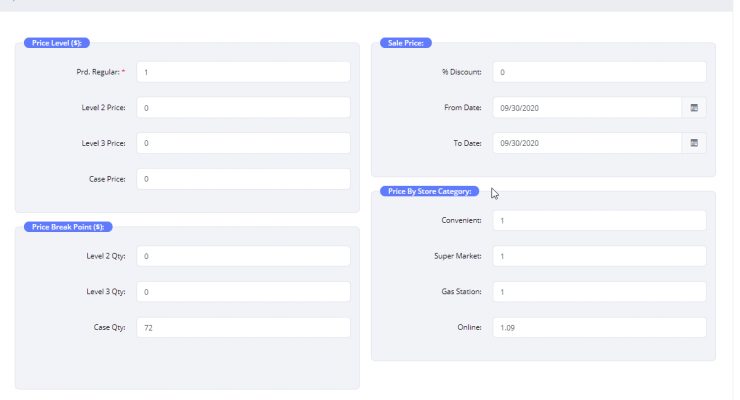 Price Level ($):
Prd. Regular: * 1
Level 2 Price: 0
Level 3 Price: 0
Case Price: 0
Price Break Point ($):
Level 2 Qty: 0
Level 3 Qty: 0
Case Qty: 72
Sale Price:
% Discount: 0
From Date: 09/30/2020
To Date: 09/30/2020
Price By Store Category:
Convenient: 1
Super Market: 1
Gas Station: 1
Online: 1.09